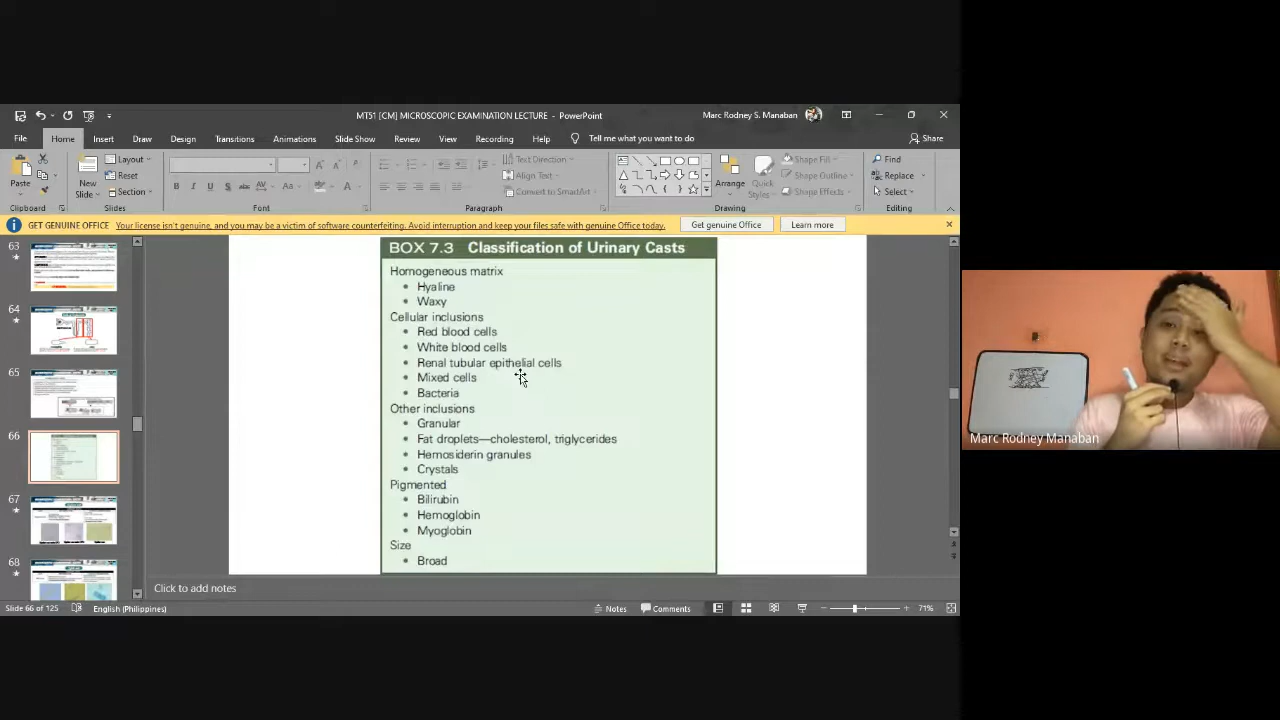 MT51 [CM] MICROSCOPIC EXAMINATION LECTURE - PowerPoint
Marc Rodney S. Manaban
File Home Insert Draw Design Transitions Animations Slide Show Review View Recording Help Tell me what you want to do Share
Paste
Clipboard
New Slide
Layout
Reset
Section
Slides
B I U S abc AV Aa A
Font
Text Direction
Align Text
Convert to SmartArt
Paragraph
Arrange
Quick Styles
Shape Fill
Shape Outline
Shape Effects
Drawing
Find
Replace
Select
Editing
GET GENUINE OFFICE Your license isn't genuine, and you may be a victim of software counterfeiting. Avoid interruption and keep your files safe with genuine Office today. Get genuine Office Learn more
63
64
65
66
67
68
BOX 7.3 Classification of Urinary Casts
Homogeneous matrix
• Hyaline
• Waxy
Cellular inclusions
• Red blood cells
• White blood cells
• Renal tubular epithelial cells
• Mixed cells
• Bacteria
Other inclusions
• Granular
• Fat droplets—cholesterol, triglycerides
• Hemosiderin granules
• Crystals
Pigmented
• Bilirubin
• Hemoglobin
• Myoglobin
Size
• Broad
Click to add notes
Slide 66 of 125 English (Philippines) Notes Comments 71%
Marc Rodney Manaban